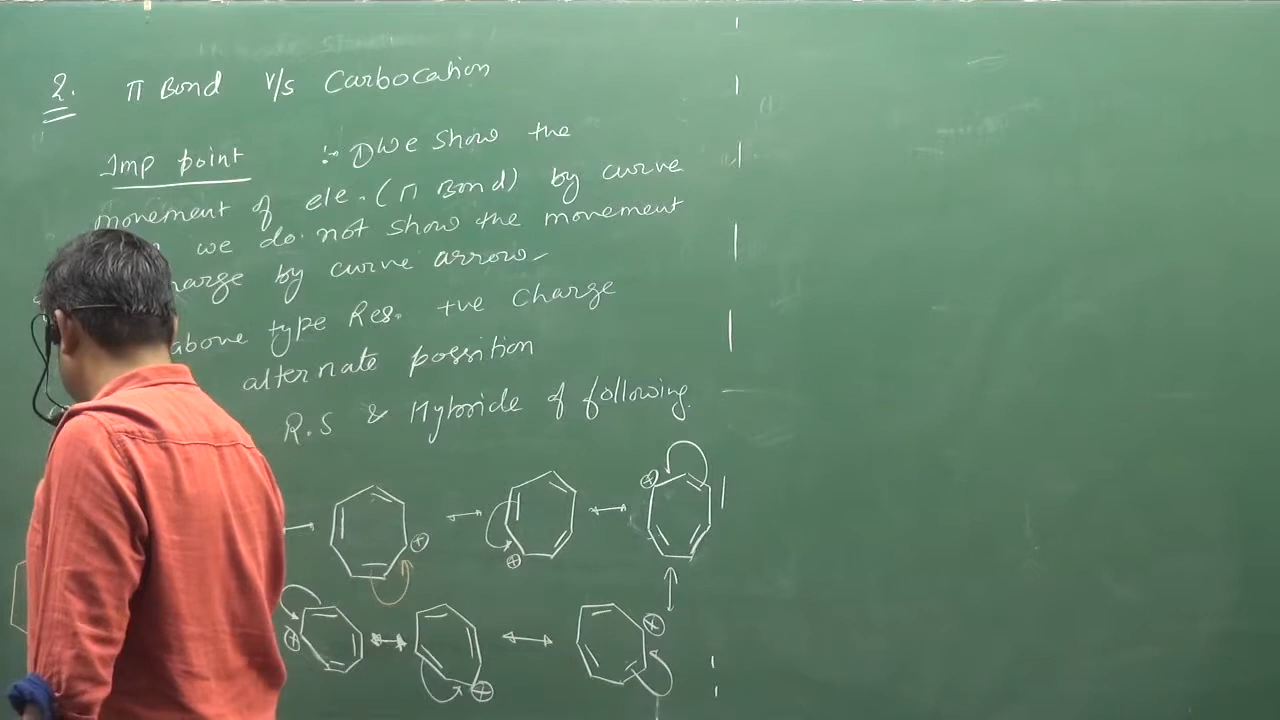 2. π Bond v/s Carbocation
Imp point :- ① We show the
movement of ele. (π Bond) by curve
we do not show the movement
harge by curve arrow.
above type Res. +ve charge
alternate possition
R.S & Hybride of following.
⊕ ⊕ ⊕
⊕ ⊕ ⊕